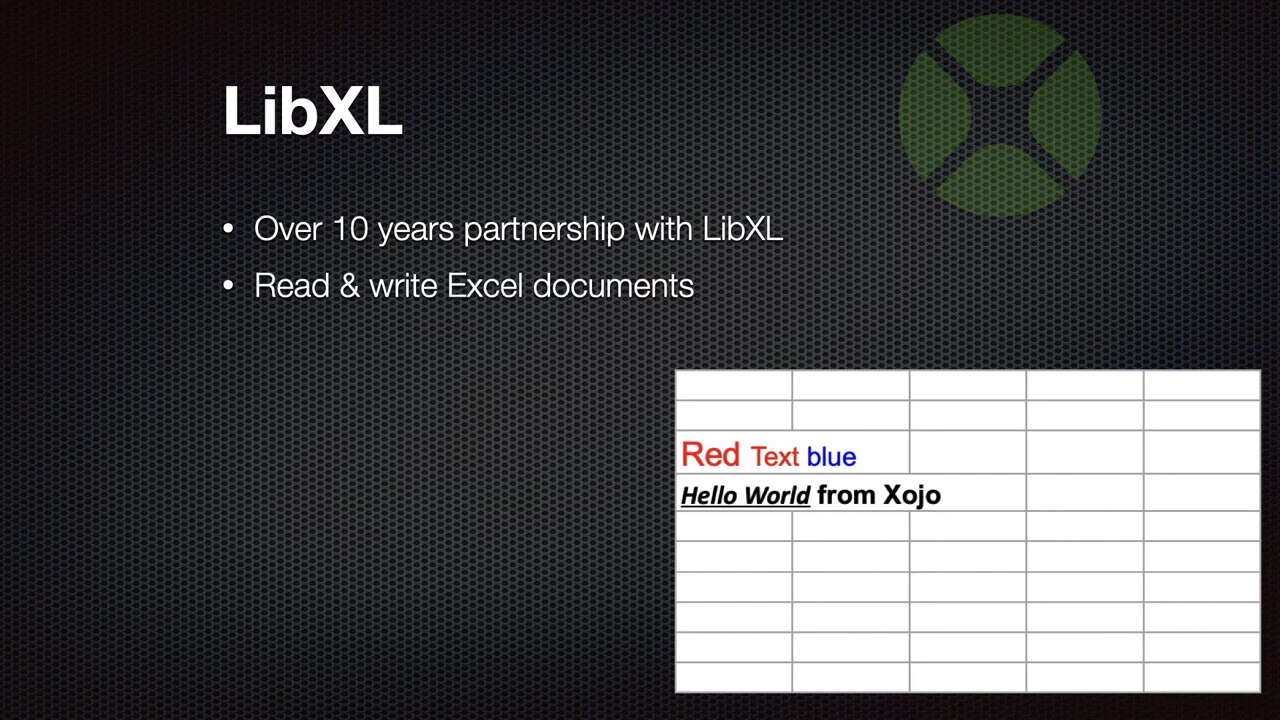 LibXL
• Over 10 years partnership with LibXL
• Read & write Excel documents
Red Text blue
Hello World from Xojo